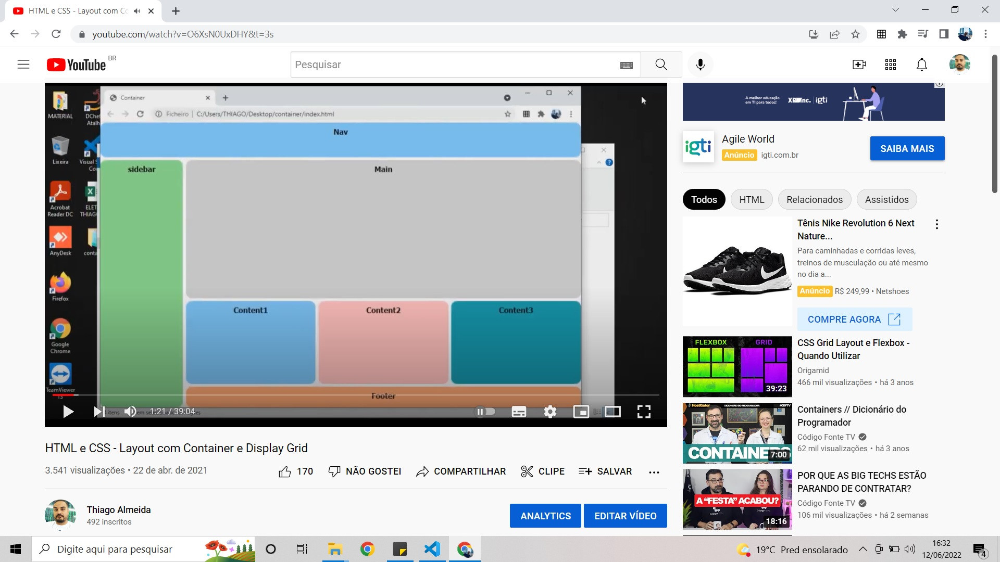 HTML e CSS - Layout com Co
youtube.com/watch?v=O6XsN0UxDHY&t=3s
YouTube BR
Pesquisar
MATERIAL
Lixeira
Acrobat
Reader DC
AnyDesk
Firefox
Google
Chrome
TeamViewer
13
Atalh
Visual S
Co
ELET
THIAG
conta
Container
Ficheiro | C:/Users/THIAGO/Desktop/container/index.html
Nav
sidebar
Main
Content1
Content2
Content3
Footer
1:21 / 39:04
HTML e CSS - Layout com Container e Display Grid
3.541 visualizações • 22 de abr. de 2021
170
NÃO GOSTEI
COMPARTILHAR
CLIPE
SALVAR
Thiago Almeida
492 inscritos
ANALYTICS
EDITAR VÍDEO
A melhor educação
em TI para todos!
XP inc. | igti
igti
Agile World
Anúncio igti.com.br
SAIBA MAIS
Todos
HTML
Relacionados
Assistidos
Tênis Nike Revolution 6 Next
Nature...
Para caminhadas e corridas leves,
treinos de musculação ou até mesmo
no dia a...
Anúncio R$ 249,99 • Netshoes
COMPRE AGORA
FLEXBOX
GRID
39:23
CSS Grid Layout e Flexbox -
Quando Utilizar
Origamid
466 mil visualizações • há 3 anos
HostGator
DICIONÁRIO DO PROGRAMADOR
#CDFTV
CONTAINERS
7:00
Containers // Dicionário do
Programador
Código Fonte TV
62 mil visualizações • há 3 anos
A "FESTA" ACABOU?
18:16
POR QUE AS BIG TECHS ESTÃO
PARANDO DE CONTRATAR?
Código Fonte TV
106 mil visualizações • há 2 semanas
Digite aqui para pesquisar
19°C Pred ensolarado
16:32
12/06/2022
4